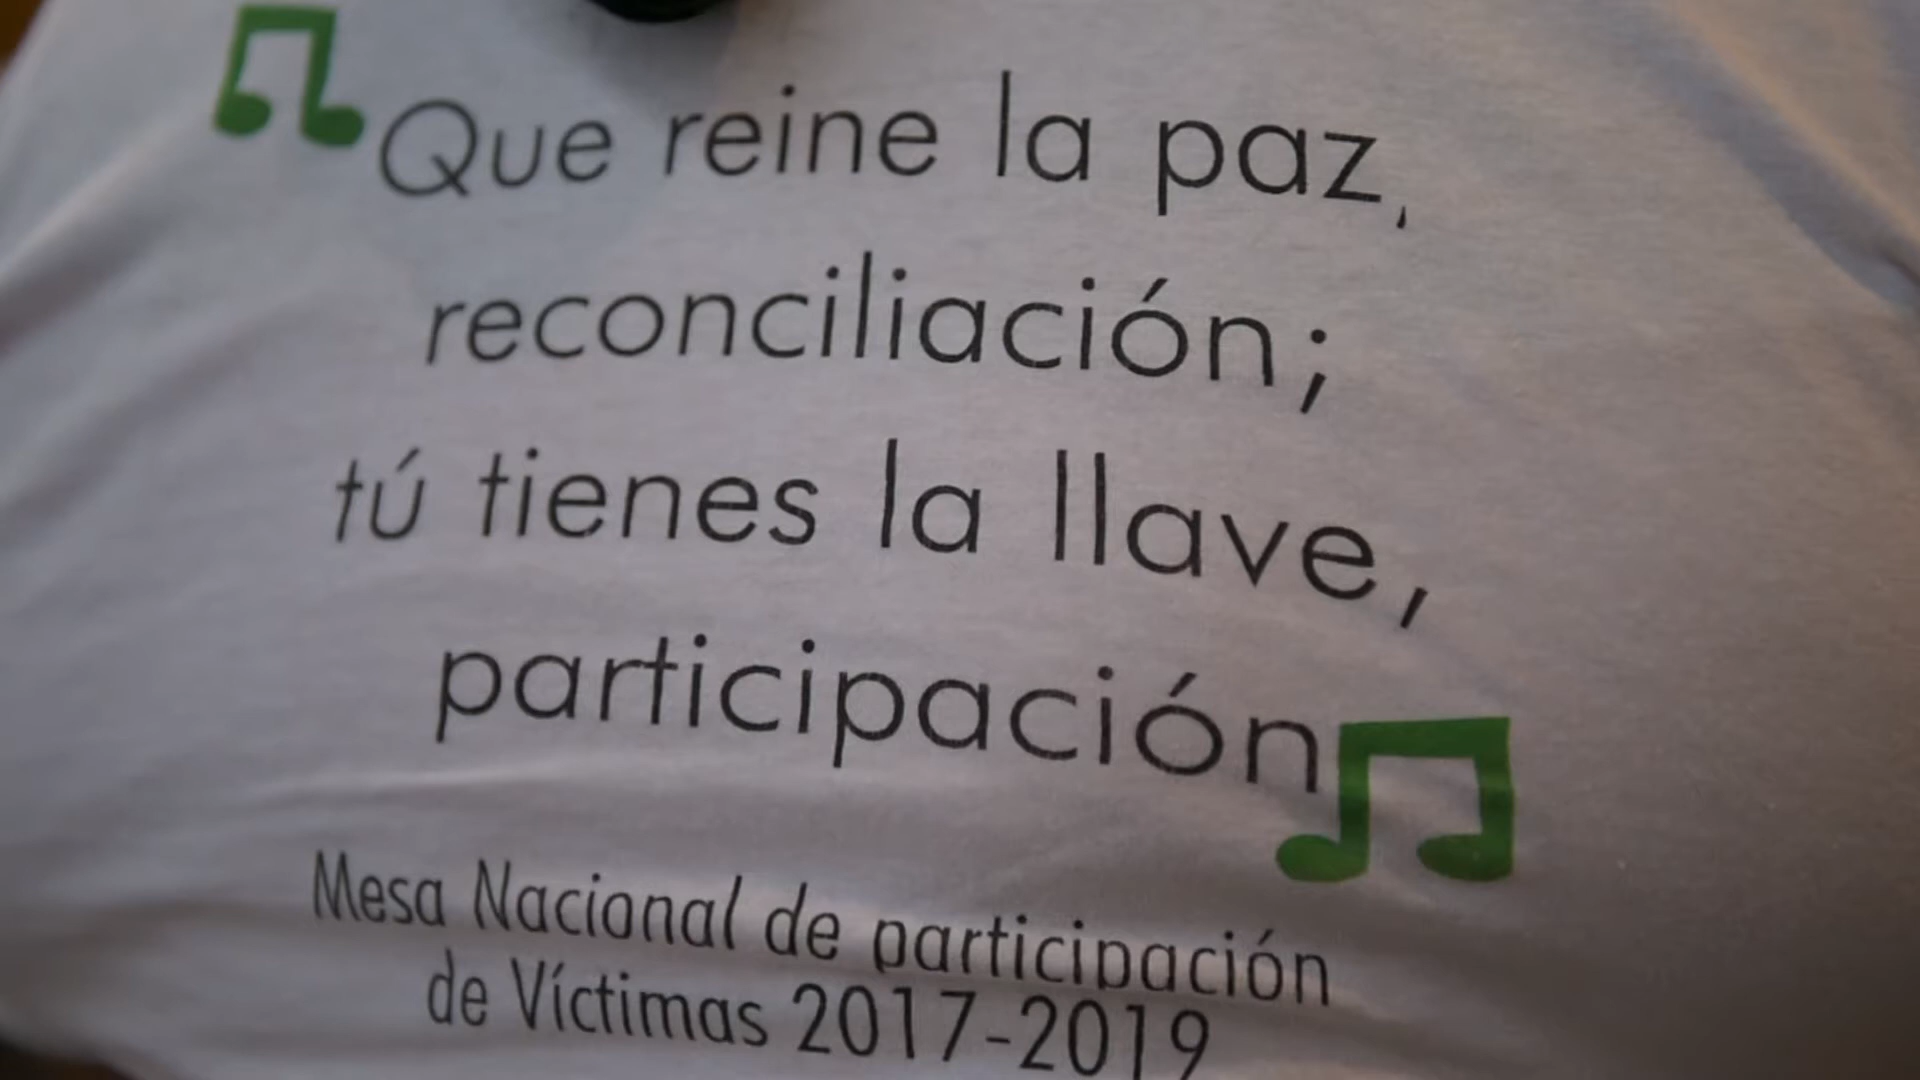 Que reine la paz,
reconciliación;
tú tienes la llave,
participación
Mesa Nacional de participación
de Víctimas 2017-2019